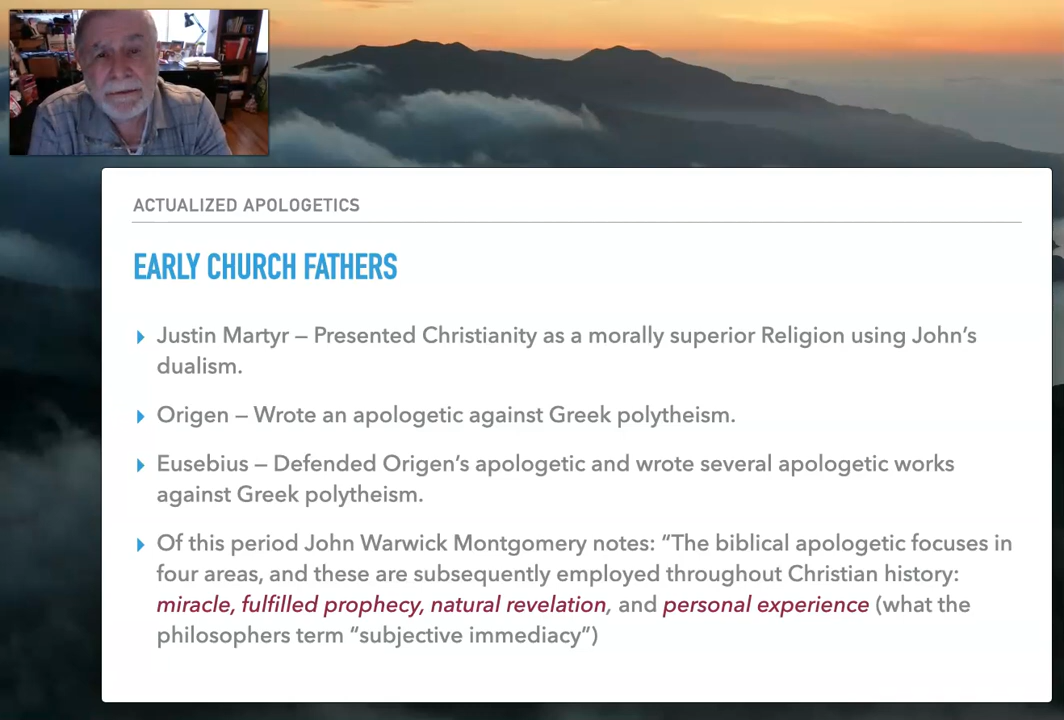 ACTUALIZED APOLOGETICS
EARLY CHURCH FATHERS
Justin Martyr – Presented Christianity as a morally superior Religion using John’s
dualism.
Origen – Wrote an apologetic against Greek polytheism.
Eusebius – Defended Origen’s apologetic and wrote several apologetic works
against Greek polytheism.
Of this period John Warwick Montgomery notes: “The biblical apologetic focuses in
four areas, and these are subsequently employed throughout Christian history:
miracle, fulfilled prophecy, natural revelation, and personal experience (what the
philosophers term “subjective immediacy”)